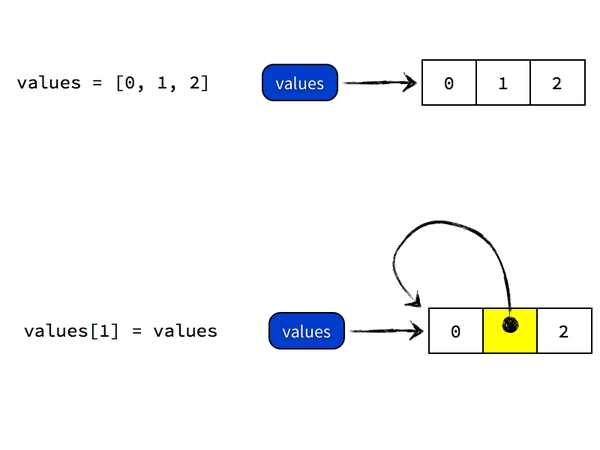 values = [0, 1, 2]
values
0 1 2
values[1] = values
values
0 2